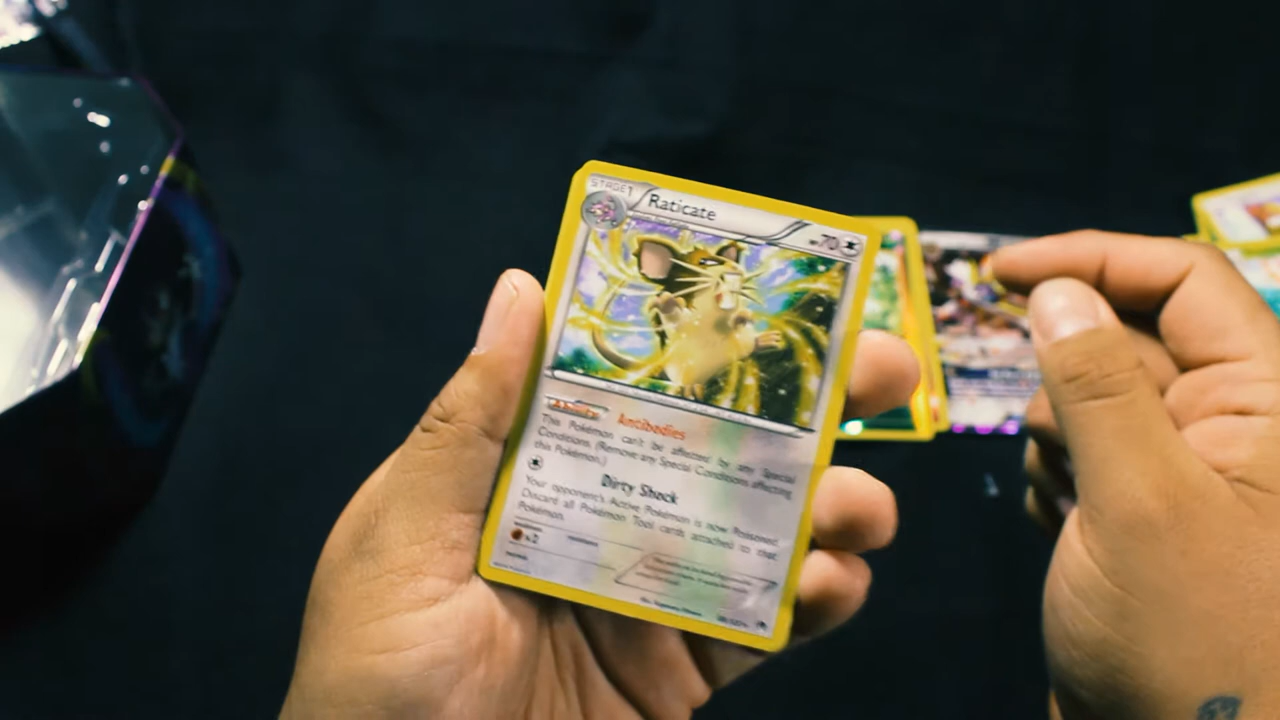 STAGE 1
Raticate
HP 70
Ability Antibodies
This Pokémon can't be affected by any Special
Conditions. (Remove any Special Conditions affecting
this Pokémon.)
Dirty Shock
Your opponent's Active Pokémon is now Poisoned.
Discard all Pokémon Tool cards attached to that
Pokémon.
×2